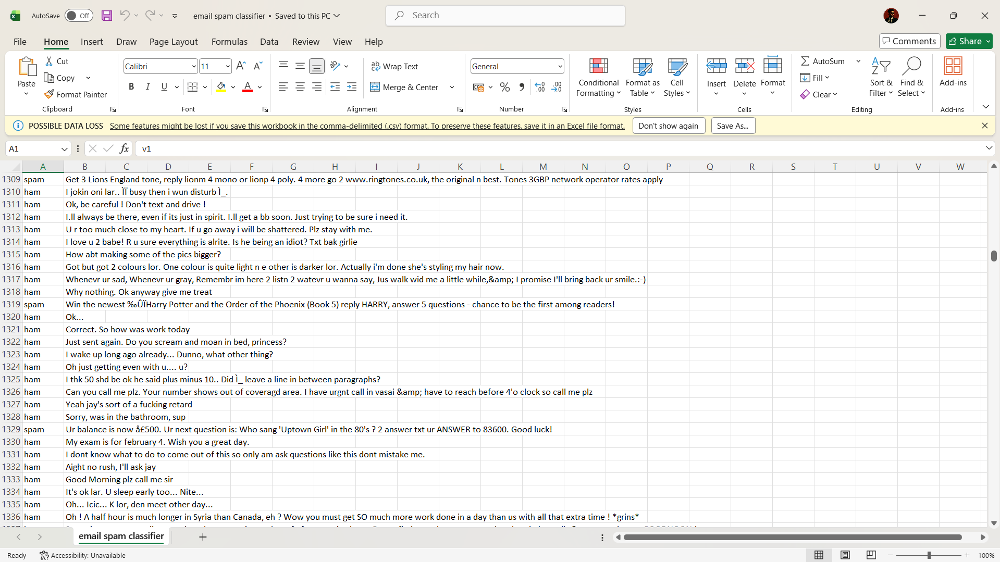 AutoSave Off email spam classifier • Saved to this PC Search
File Home Insert Draw Page Layout Formulas Data Review View Help Comments Share
Paste Cut Copy Format Painter Clipboard
Calibri 11 B I U A Font
Wrap Text Merge & Center Alignment
General % Number
Conditional Formatting Format as Table Cell Styles Styles
Insert Delete Format Cells
AutoSum Fill Clear Sort & Filter Find & Select Editing
Add-ins Add-ins
POSSIBLE DATA LOSS Some features might be lost if you save this workbook in the comma-delimited (.csv) format. To preserve these features, save it in an Excel file format. Don't show again Save As...
A1 fx v1
A B C D E F G H I J K L M N O P Q R S T U V W
1309 spam Get 3 Lions England tone, reply lionm 4 mono or lionp 4 poly. 4 more go 2 www.ringtones.co.uk, the original n best. Tones 3GBP network operator rates apply
1310 ham I jokin oni lar.. ÌÏ busy then i wun disturb Ì_.
1311 ham Ok, be careful ! Don't text and drive !
1312 ham I.ll always be there, even if its just in spirit. I.ll get a bb soon. Just trying to be sure i need it.
1313 ham U r too much close to my heart. If u go away i will be shattered. Plz stay with me.
1314 ham I love u 2 babe! R u sure everything is alrite. Is he being an idiot? Txt bak girlie
1315 ham How abt making some of the pics bigger?
1316 ham Got but got 2 colours lor. One colour is quite light n e other is darker lor. Actually i'm done she's styling my hair now.
1317 ham Whenevr ur sad, Whenevr ur gray, Remembr im here 2 listn 2 watevr u wanna say, Jus walk wid me a little while,&amp; I promise I'll bring back ur smile.:-)
1318 ham Why nothing. Ok anyway give me treat
1319 spam Win the newest ‰ÛÏHarry Potter and the Order of the Phoenix (Book 5) reply HARRY, answer 5 questions - chance to be the first among readers!
1320 ham Ok...
1321 ham Correct. So how was work today
1322 ham Just sent again. Do you scream and moan in bed, princess?
1323 ham I wake up long ago already... Dunno, what other thing?
1324 ham Oh just getting even with u.... u?
1325 ham I thk 50 shd be ok he said plus minus 10.. Did Ì_ leave a line in between paragraphs?
1326 ham Can you call me plz. Your number shows out of coveragd area. I have urgnt call in vasai &amp; have to reach before 4'o clock so call me plz
1327 ham Yeah jay's sort of a fucking retard
1328 ham Sorry, was in the bathroom, sup
1329 spam Ur balance is now å£500. Ur next question is: Who sang 'Uptown Girl' in the 80's ? 2 answer txt ur ANSWER to 83600. Good luck!
1330 ham My exam is for february 4. Wish you a great day.
1331 ham I dont know what to do to come out of this so only am ask questions like this dont mistake me.
1332 ham Aight no rush, I'll ask jay
1333 ham Good Morning plz call me sir
1334 ham It's ok lar. U sleep early too... Nite...
1335 ham Oh... Icic... K lor, den meet other day...
1336 ham Oh ! A half hour is much longer in Syria than Canada, eh ? Wow you must get SO much more work done in a day than us with all that extra time ! *grins*
email spam classifier
Ready Accessibility: Unavailable 100%